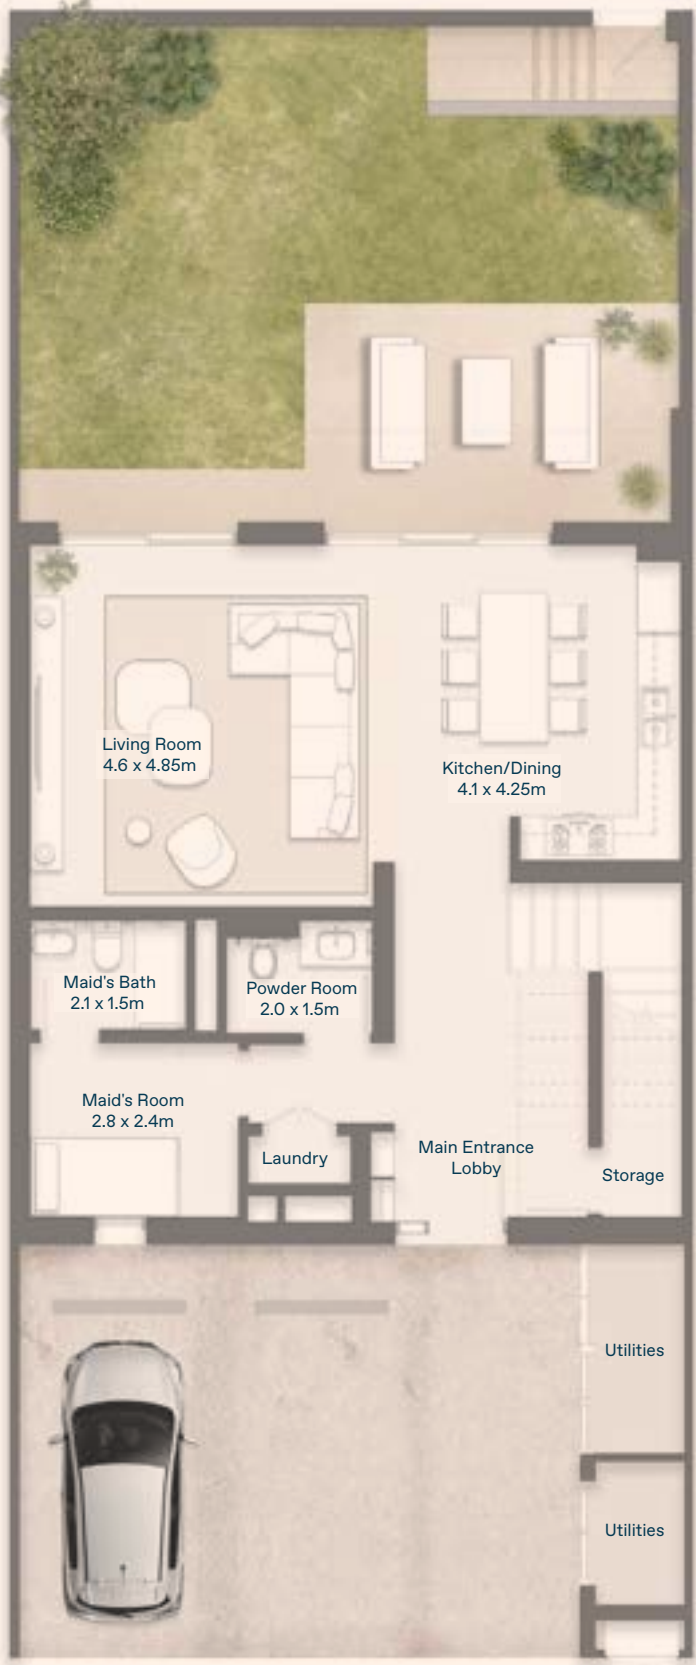 Living Room
4.6 x 4.85m
Kitchen/Dining
4.1 x 4.25m
Maid's Bath
2.1 x 1.5m
Powder Room
2.0 x 1.5m
Maid's Room
2.8 x 2.4m
Laundry
Main Entrance
Lobby
Storage
Utilities
Utilities